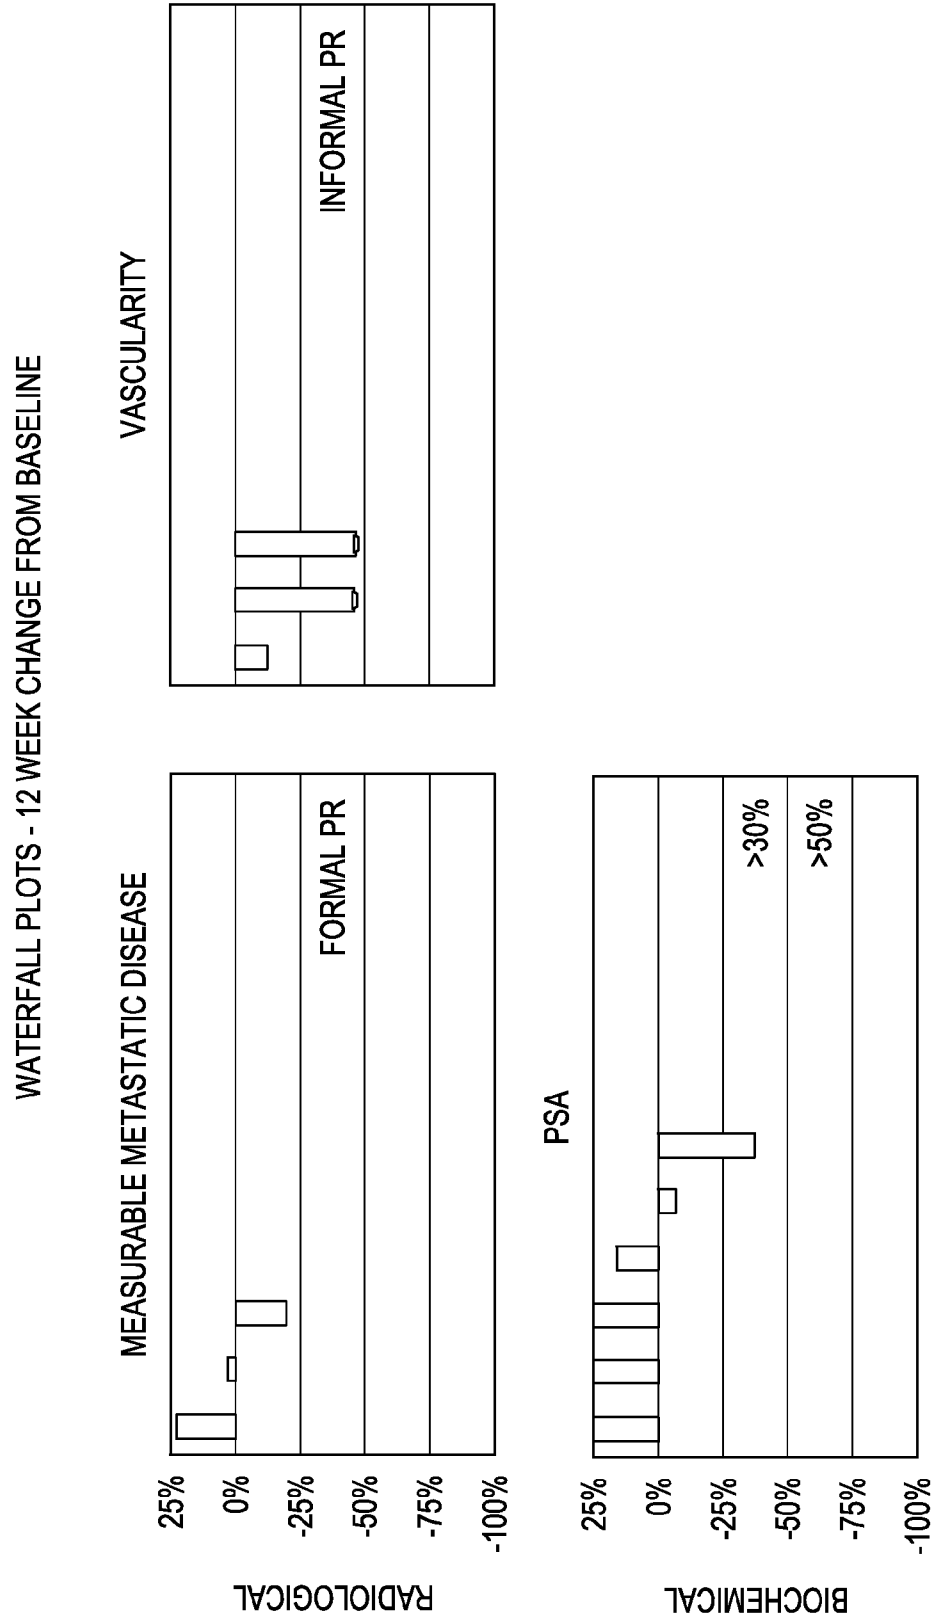 WATERFALL PLOTS - 12 WEEK CHANGE FROM BASELINE
MEASURABLE METASTATIC DISEASE
RADIOLOGICAL
25%
0%
-25%
-50%
-75%
-100%
FORMAL PR
VASCULARITY
INFORMAL PR
PSA
BIOCHEMICAL
25%
0%
-25%
-50%
-75%
-100%
>30%
>50%